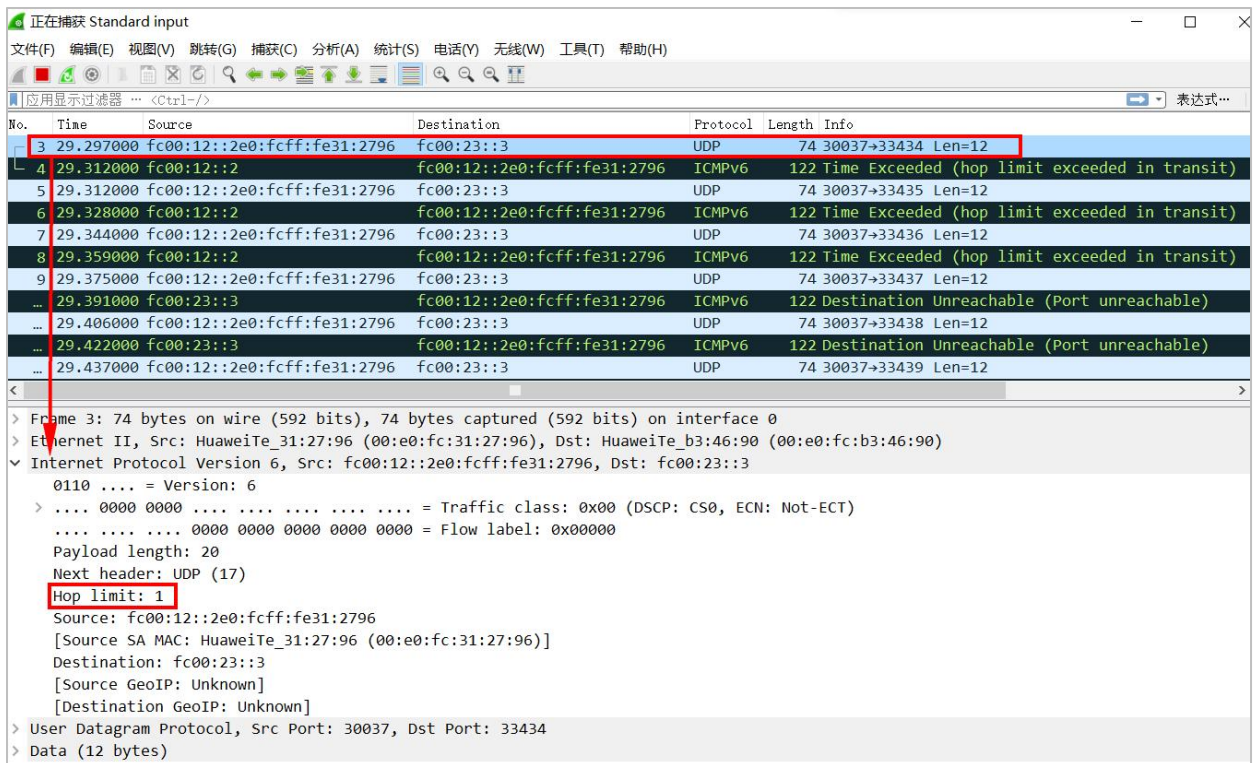 正在捕获 Standard input
文件(F) 编辑(E) 视图(V) 跳转(G) 捕获(C) 分析(A) 统计(S) 电话(Y) 无线(W) 工具(T) 帮助(H)
应用显示过滤器 … <Ctrl-/> 表达式…
No. Time Source Destination Protocol Length Info
3 29.297000 fc00:12::2e0:fcff:fe31:2796 fc00:23::3 UDP 74 30037→33434 Len=12
4 29.312000 fc00:12::2 fc00:12::2e0:fcff:fe31:2796 ICMPv6 122 Time Exceeded (hop limit exceeded in transit)
5 29.312000 fc00:12::2e0:fcff:fe31:2796 fc00:23::3 UDP 74 30037→33435 Len=12
6 29.328000 fc00:12::2 fc00:12::2e0:fcff:fe31:2796 ICMPv6 122 Time Exceeded (hop limit exceeded in transit)
7 29.344000 fc00:12::2e0:fcff:fe31:2796 fc00:23::3 UDP 74 30037→33436 Len=12
8 29.359000 fc00:12::2 fc00:12::2e0:fcff:fe31:2796 ICMPv6 122 Time Exceeded (hop limit exceeded in transit)
9 29.375000 fc00:12::2e0:fcff:fe31:2796 fc00:23::3 UDP 74 30037→33437 Len=12
… 29.391000 fc00:23::3 fc00:12::2e0:fcff:fe31:2796 ICMPv6 122 Destination Unreachable (Port unreachable)
… 29.406000 fc00:12::2e0:fcff:fe31:2796 fc00:23::3 UDP 74 30037→33438 Len=12
… 29.422000 fc00:23::3 fc00:12::2e0:fcff:fe31:2796 ICMPv6 122 Destination Unreachable (Port unreachable)
… 29.437000 fc00:12::2e0:fcff:fe31:2796 fc00:23::3 UDP 74 30037→33439 Len=12
Frame 3: 74 bytes on wire (592 bits), 74 bytes captured (592 bits) on interface 0
Ethernet II, Src: HuaweiTe_31:27:96 (00:e0:fc:31:27:96), Dst: HuaweiTe_b3:46:90 (00:e0:fc:b3:46:90)
Internet Protocol Version 6, Src: fc00:12::2e0:fcff:fe31:2796, Dst: fc00:23::3
0110 .... = Version: 6
.... 0000 0000 .... .... .... .... .... = Traffic class: 0x00 (DSCP: CS0, ECN: Not-ECT)
.... .... .... 0000 0000 0000 0000 0000 = Flow label: 0x00000
Payload length: 20
Next header: UDP (17)
Hop limit: 1
Source: fc00:12::2e0:fcff:fe31:2796
[Source SA MAC: HuaweiTe_31:27:96 (00:e0:fc:31:27:96)]
Destination: fc00:23::3
[Source GeoIP: Unknown]
[Destination GeoIP: Unknown]
User Datagram Protocol, Src Port: 30037, Dst Port: 33434
Data (12 bytes)